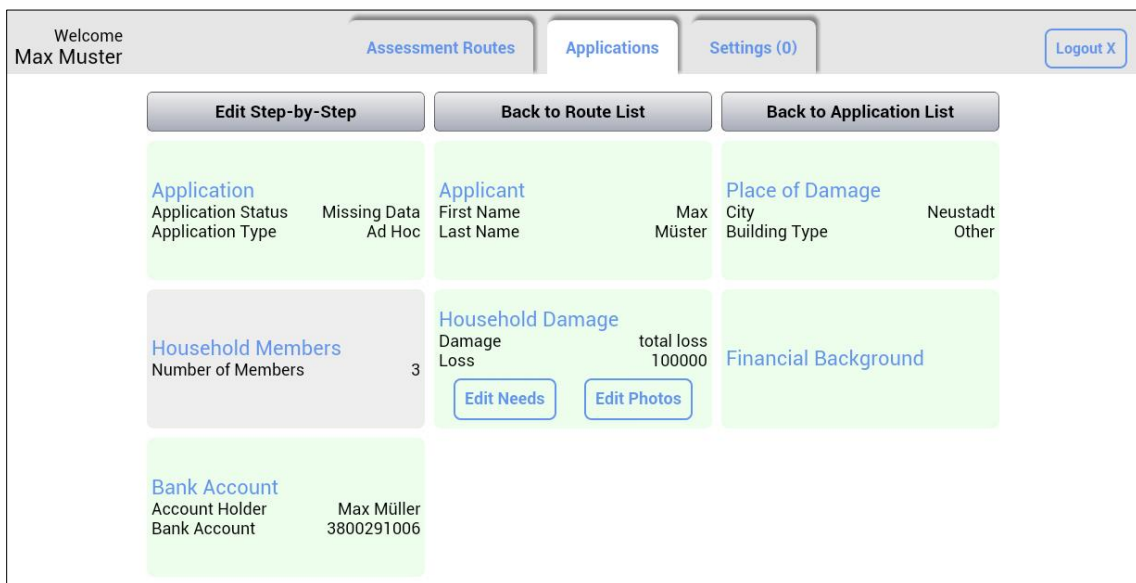 Welcome
Max Muster
Assessment Routes
Applications
Settings (0)
Logout X
Edit Step-by-Step
Back to Route List
Back to Application List
Application
Application Status Missing Data
Application Type Ad Hoc
Applicant
First Name Max
Last Name Müster
Place of Damage
City Neustadt
Building Type Other
Household Members
Number of Members 3
Household Damage
Damage total loss
Loss 100000
Edit Needs Edit Photos
Financial Background
Bank Account
Account Holder Max Müller
Bank Account 3800291006